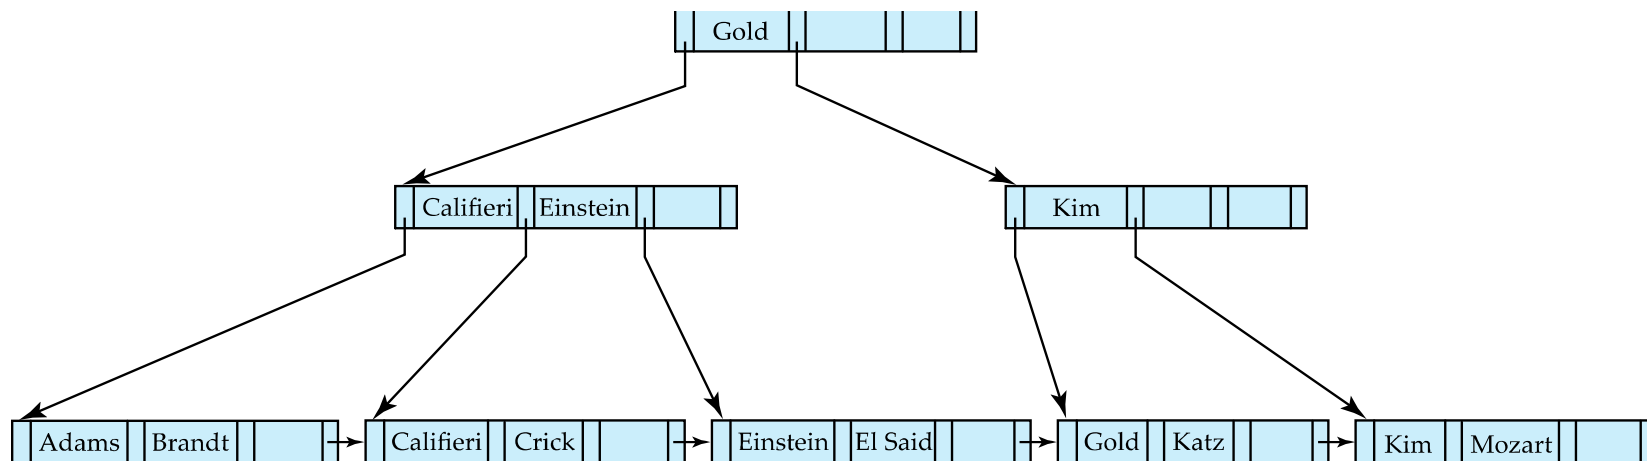 Gold
Califieri Einstein
Kim
Adams Brandt
Califieri Crick
Einstein El Said
Gold Katz
Kim Mozart